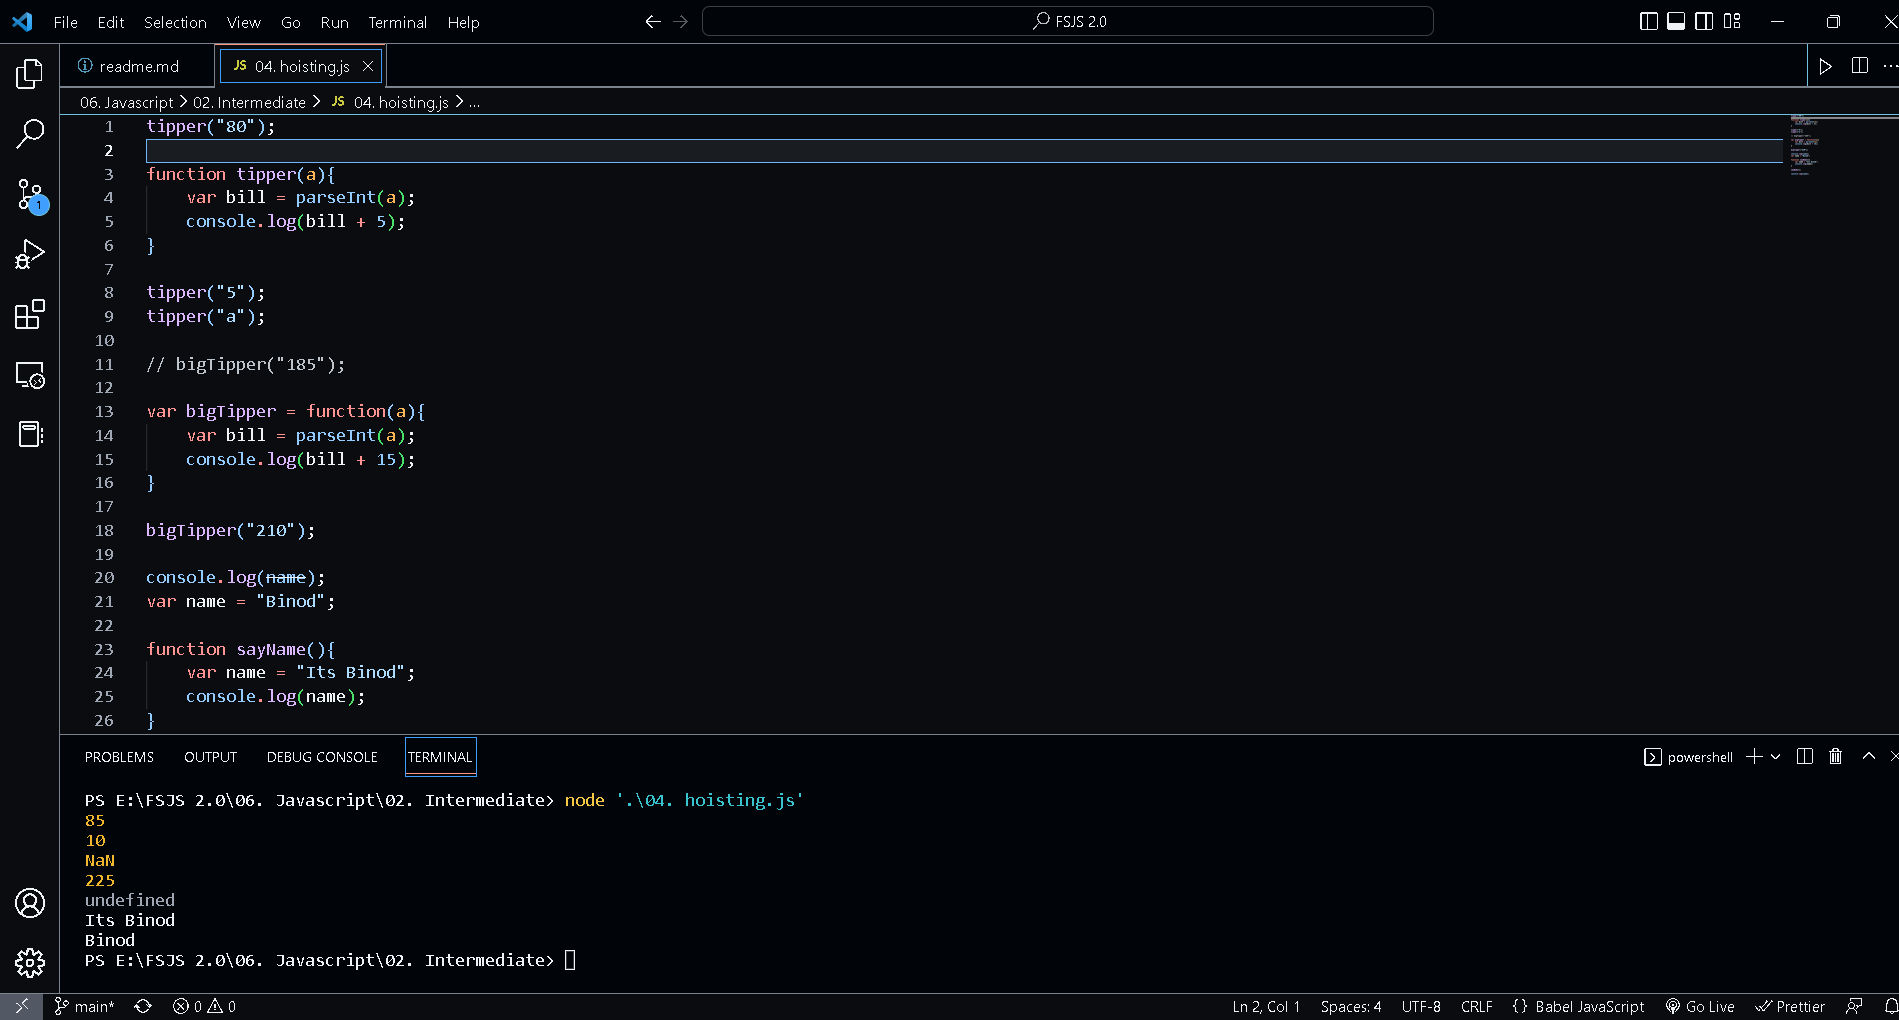 File Edit Selection View Go Run Terminal Help FSJS 2.0
readme.md JS 04. hoisting.js
06. Javascript > 02. Intermediate > JS 04. hoisting.js > ...
1 tipper("80");
2
3 function tipper(a){
4 var bill = parseInt(a);
5 console.log(bill + 5);
6 }
7
8 tipper("5");
9 tipper("a");
10
11 // bigTipper("185");
12
13 var bigTipper = function(a){
14 var bill = parseInt(a);
15 console.log(bill + 15);
16 }
17
18 bigTipper("210");
19
20 console.log(name);
21 var name = "Binod";
22
23 function sayName(){
24 var name = "Its Binod";
25 console.log(name);
26 }
1
PROBLEMS OUTPUT DEBUG CONSOLE TERMINAL powershell
PS E:\FSJS 2.0\06. Javascript\02. Intermediate> node '.\04. hoisting.js'
85
10
NaN
225
undefined
Its Binod
Binod
PS E:\FSJS 2.0\06. Javascript\02. Intermediate>
main* 0 0 Ln 2, Col 1 Spaces: 4 UTF-8 CRLF {} Babel JavaScript Go Live Prettier